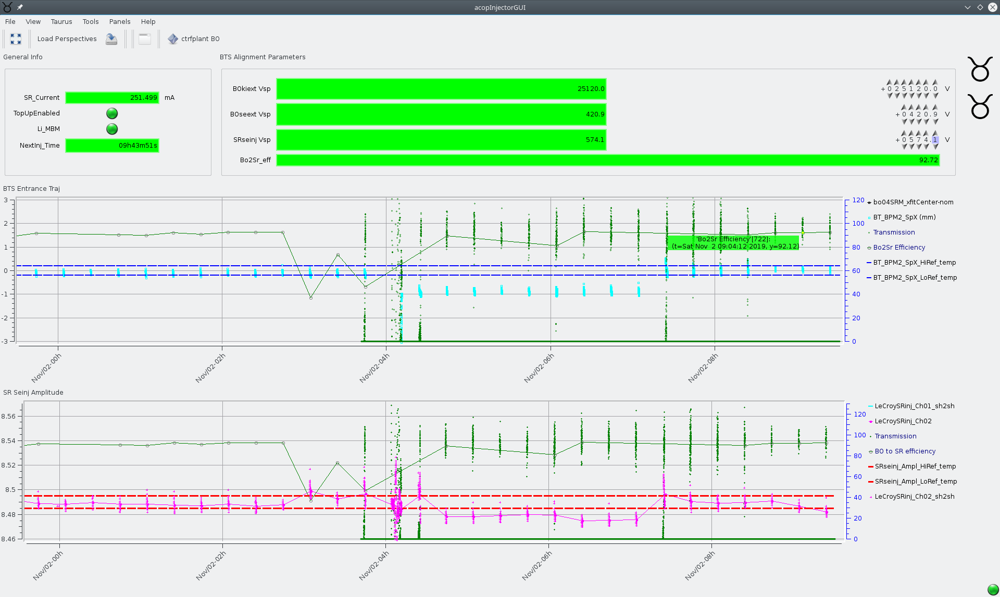 acopInjectorGUI
File View Taurus Tools Panels Help
Load Perspectives ctrfplant BO
General Info
SR_Current 251.499 mA
TopUpEnabled
Li_MBM
NextInj_Time 09h43m51s
BTS Alignment Parameters
BOkiext Vsp 25120.0 +025120.0 V
BOseext Vsp 420.9 +0420.9 V
SRseinj Vsp 574.1 +0574.1 V
Bo2Sr_eff 92.72
BTS Entrance Traj
3
2
1
0
-1
-2
-3
120
100
80
60
40
20
0
Nov/02-00h Nov/02-02h Nov/02-04h Nov/02-06h Nov/02-08h
'Bo2Sr Efficiency'[722]:
(t=Sat Nov 2 09:04:12 2019, y=92.12)
bo04SRM_xfitCenter-nom
BT_BPM2_SpX (mm)
Transmission
Bo2Sr Efficiency
BT_BPM2_SpX_HiRef_temp
BT_BPM2_SpX_LoRef_temp
SR Seinj Amplitude
8.56
8.54
8.52
8.5
8.48
8.46
120
100
80
60
40
20
0
Nov/02-00h Nov/02-02h Nov/02-04h Nov/02-06h Nov/02-08h
LeCroySRinj_Ch01_sh2sh
LeCroySRinj_Ch02
Transmission
BO to SR efficiency
SRseinj_Ampl_HiRef_temp
SRseinj_Ampl_LoRef_temp
LeCroySRinj_Ch02_sh2sh